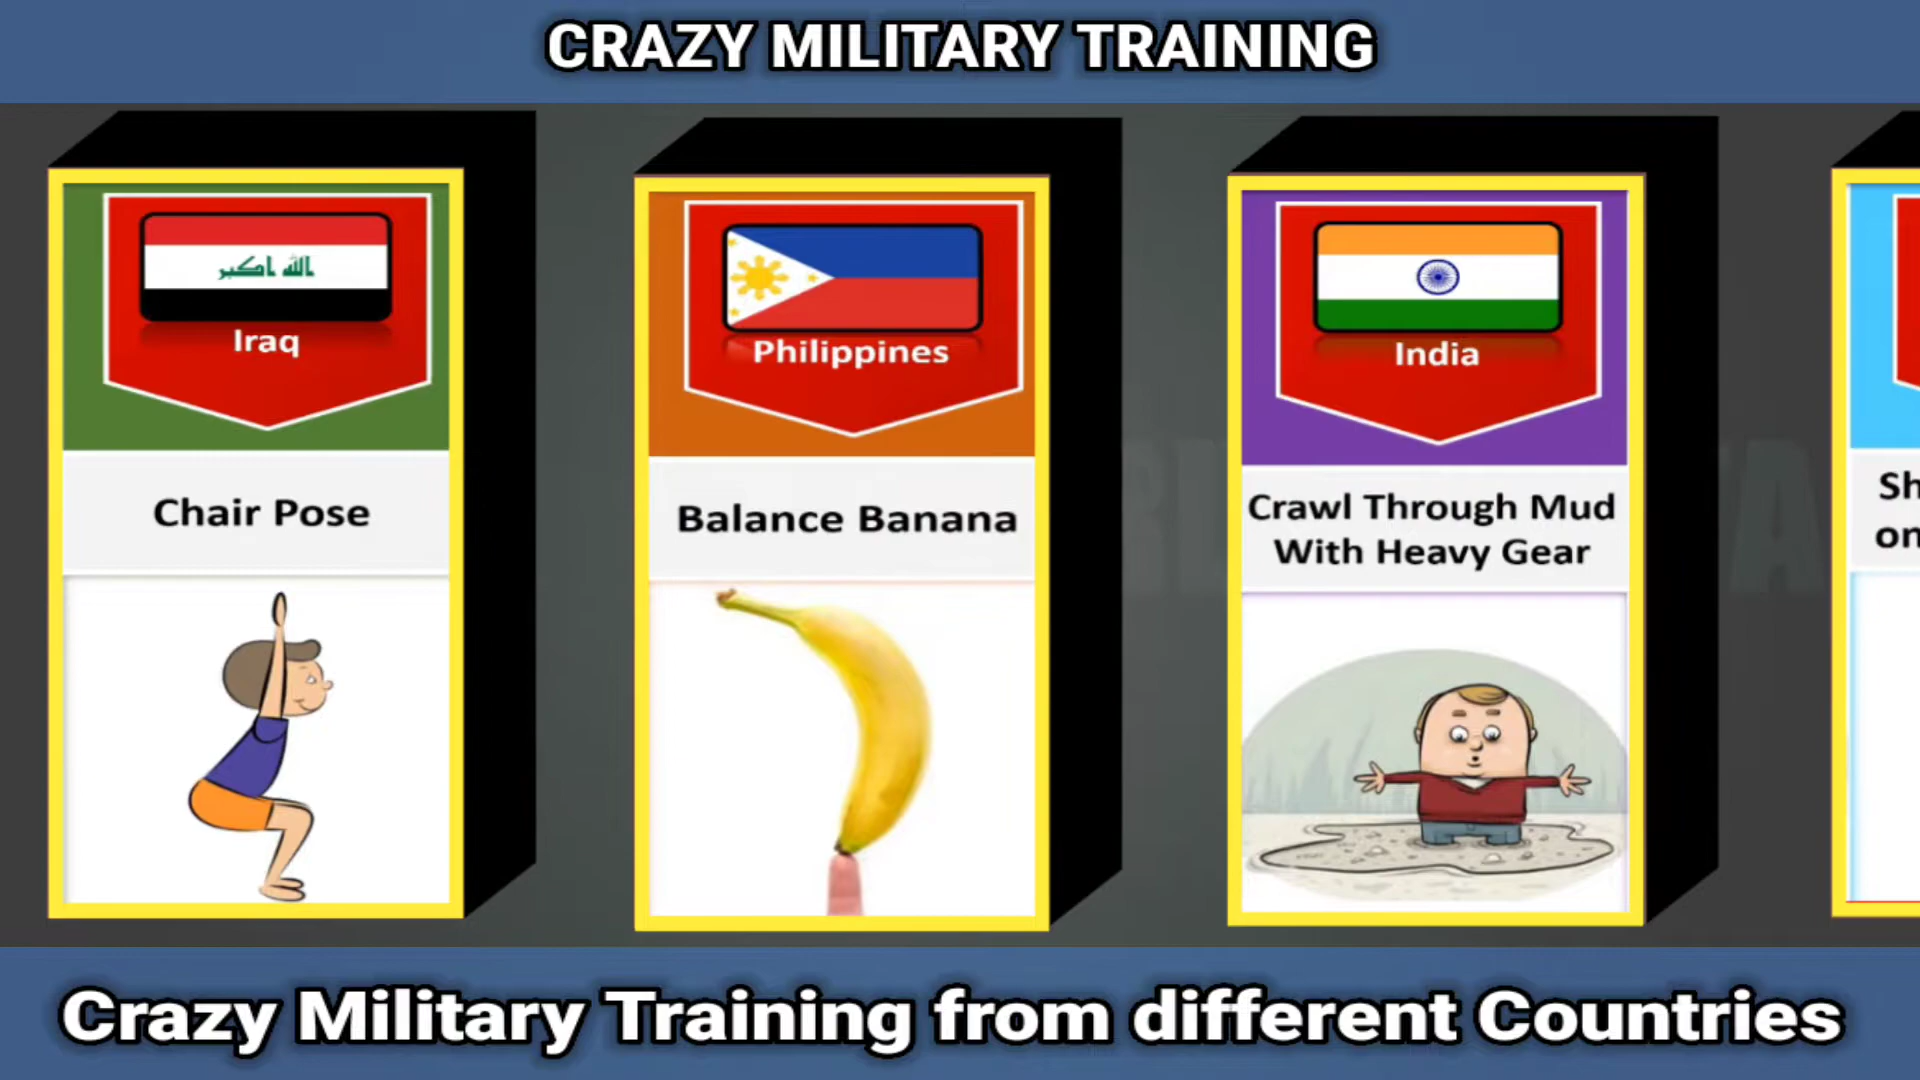 CRAZY MILITARY TRAINING
الله اكبر
Iraq
Philippines
India
Chair Pose
Balance Banana
Crawl Through Mud
With Heavy Gear
Sh
on
Crazy Military Training from different Countries